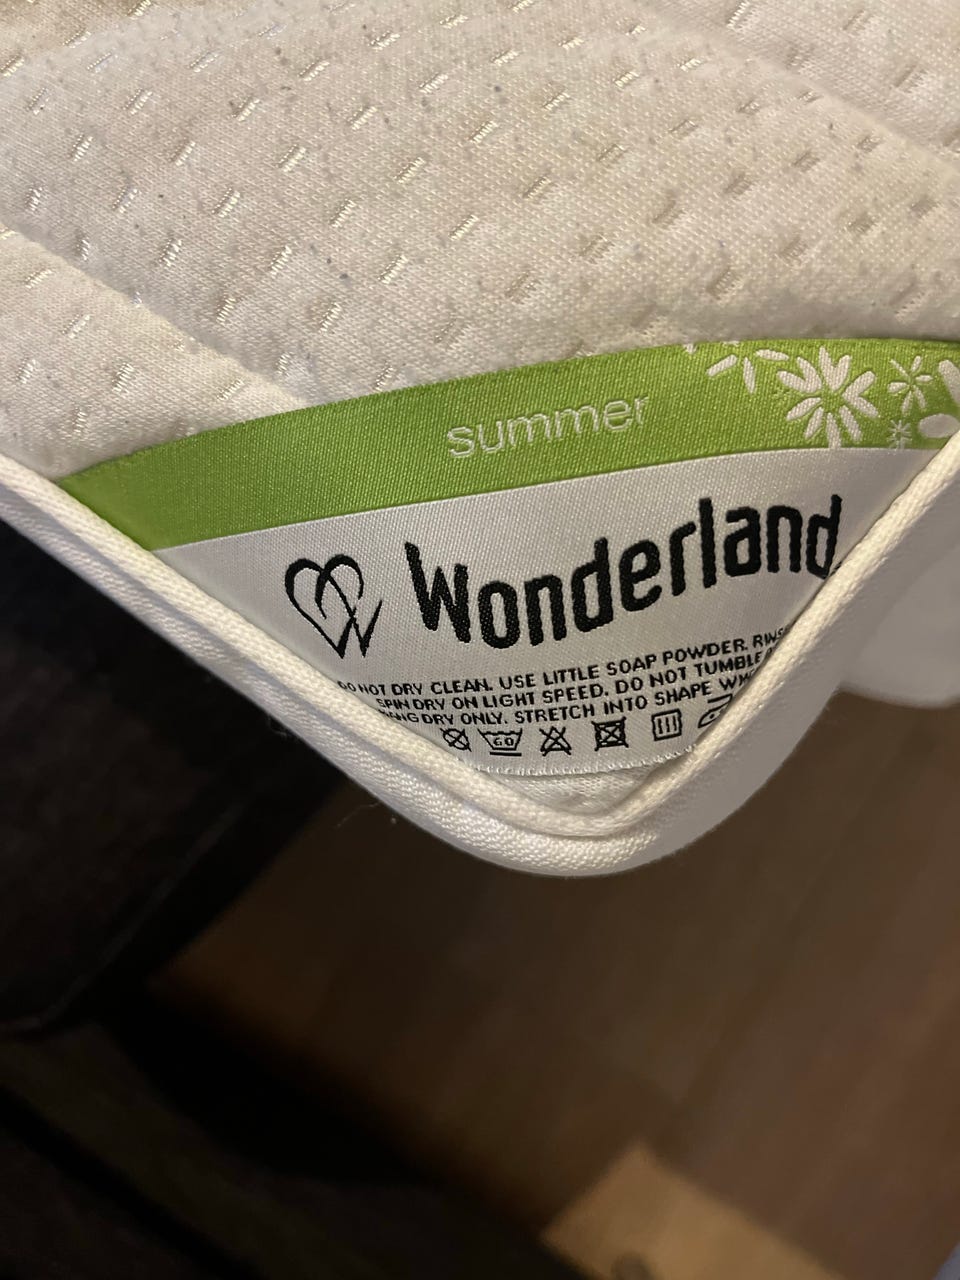 summer
Wonderland
DO NOT DRY CLEAN. USE LITTLE SOAP POWDER.
SPIN DRY ON LIGHT SPEED. DO NOT TUMBLE
DRY ONLY. STRETCH INTO SHAPE
60